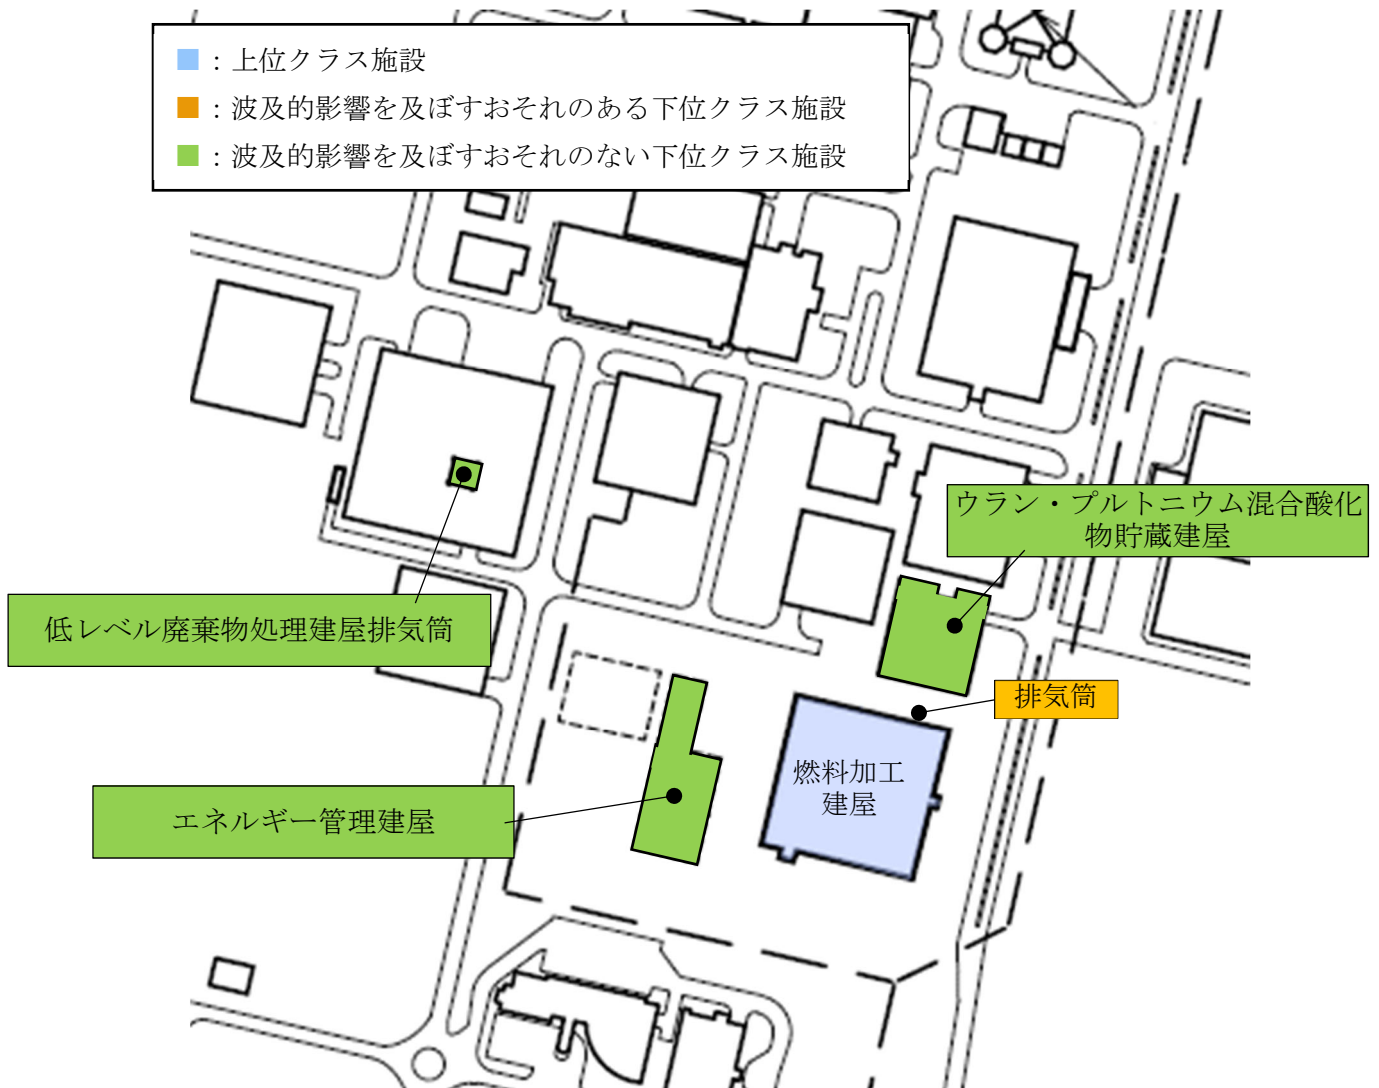 ■：上位クラス施設
■：波及的影響を及ぼすおそれのある下位クラス施設
■：波及的影響を及ぼすおそれのない下位クラス施設
ウラン・プルトニウム混合酸化
物貯蔵建屋
低レベル廃棄物処理建屋排気筒
排気筒
燃料加工
建屋
エネルギー管理建屋